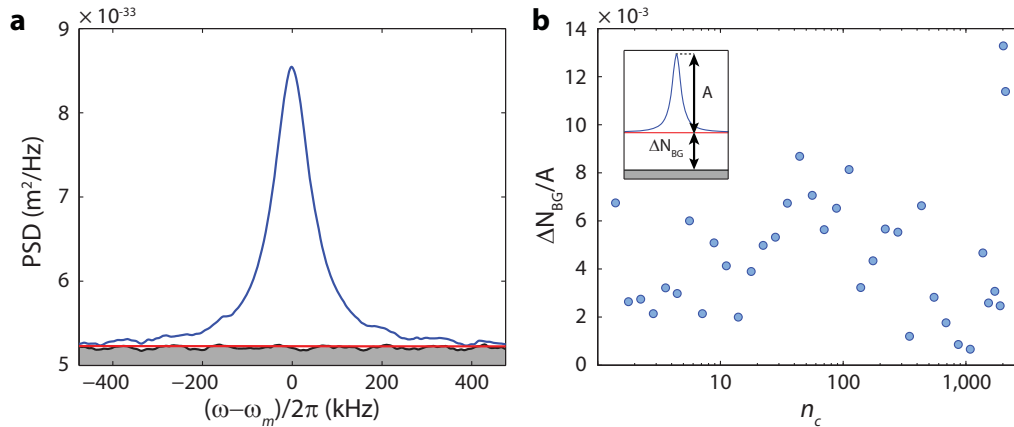 a
× 10⁻³³
9
8
7
6
5
PSD (m²/Hz)
−400
−200
0
200
400
(ω−ωₘ)/2π (kHz)
b
× 10⁻³
14
12
10
8
6
4
2
0
ΔN_BG/A
A
ΔN_BG
10
100
1,000
n_c